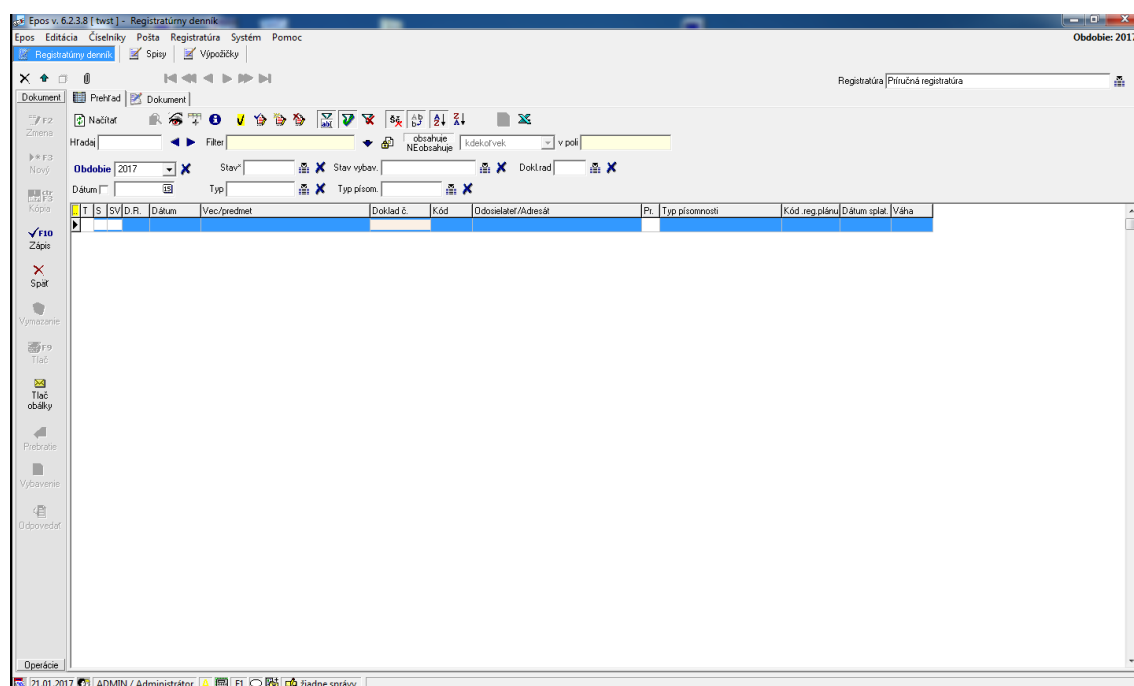 Epos v. 6.2.3.8 [ twst ] - Registratúrny denník
Epos Editácia Číselníky Pošta Registratúra Systém Pomoc
Obdobie: 2017
Registratúrny denník Spisy Výpožičky
Registratúra Príručná registratúra
Dokument Prehľad Dokument
F2 Zmena
Načítať
Hľadaj Filter obsahuje NEobsahuje kdekoľvek v poli
F3 Nový
Obdobie 2017 Stav* Stav vybav. Dokl.rad
Dátum 15 Typ Typ písom.
ctr F3 Kópia
T S SV D.R. Dátum Vec/predmet Doklad č. Kód Odosielateľ/Adresát Pr. Typ písomnosti Kód .reg.plánu Dátum splat. Váha
F10
Zápis
Späť
Vymazanie
F9
Tlač
Tlač
obálky
Prebratie
Vybavenie
Odpovedať
Operácie
21.01.2017 ADMIN / Administrátor F1 žiadne správy